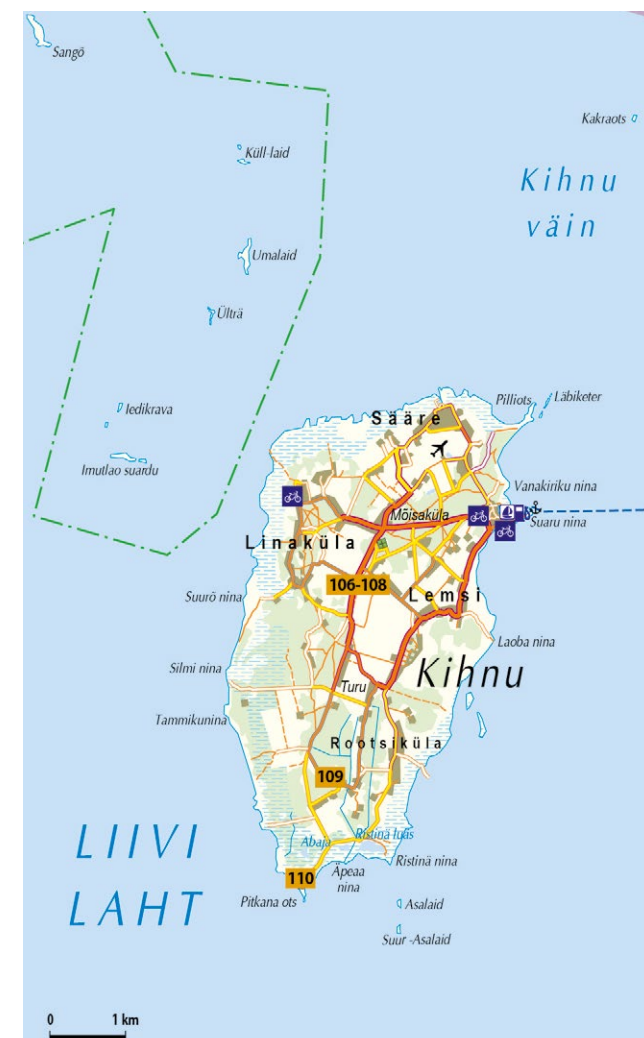 Sangö
Kakraots
Küll-laid
Kihnu
väin
Umalaid
Ülträ
Iedikrava
Imutlao suardu
Pilliots
Läbiketer
Sääre
Vanakiriku nina
Mõisaküla
Suaru nina
Linaküla
106-108
Lemsi
Suurõ nina
Laoba nina
Silmi nina
Kihnu
Turu
Tammikunina
Rootsiküla
109
LIIVI
LAHT
Abaja
Ristinä lulis
Ristinä nina
Äpeaa
nina
110
Pitkana ots
Asalaid
Suur -Asalaid
0 1 km